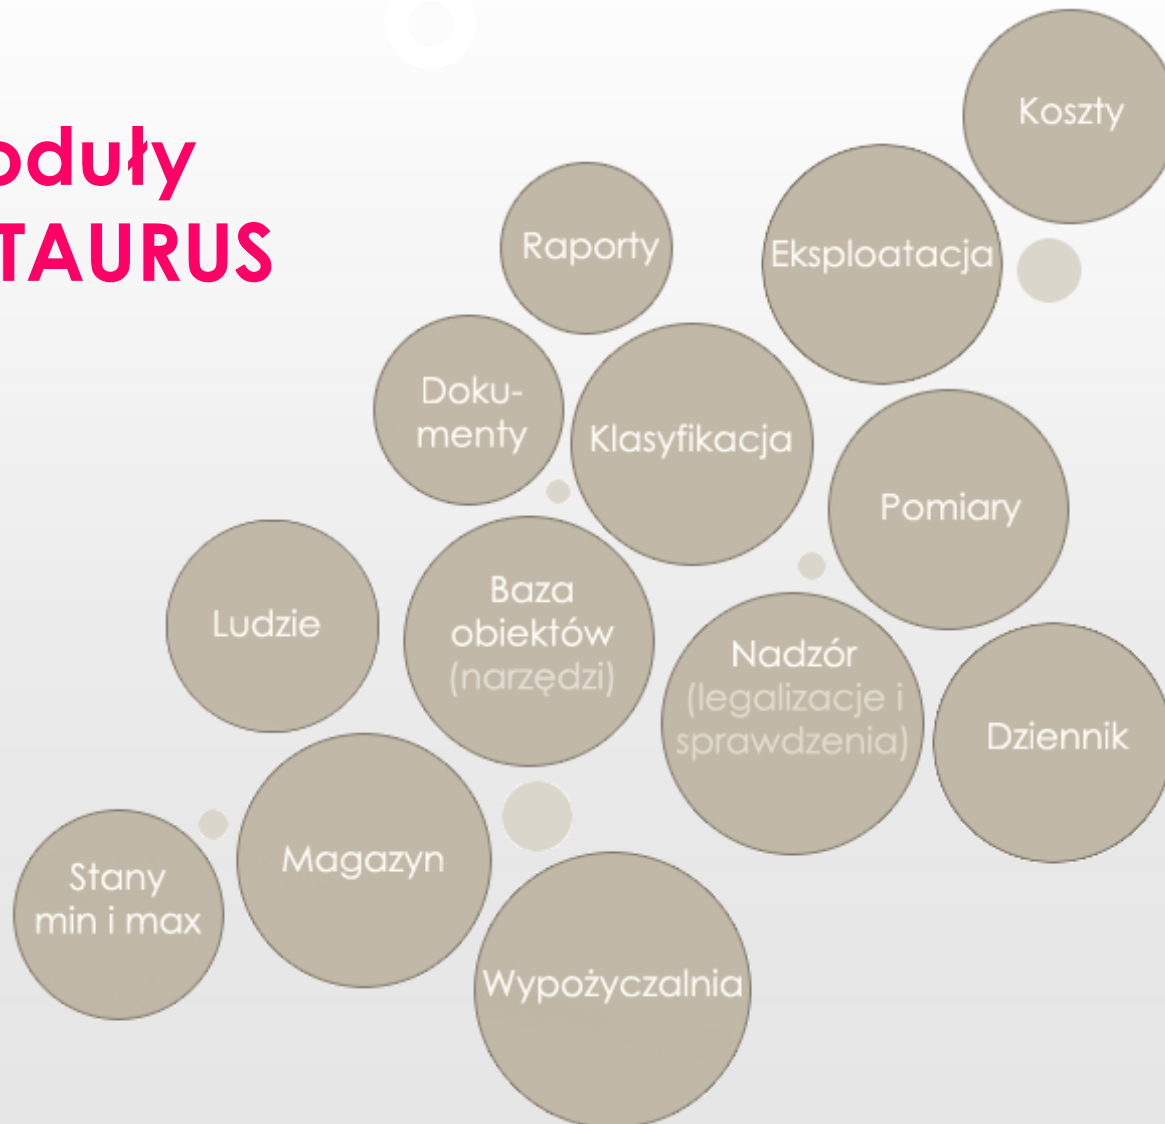 oduły
TAURUS
Koszty
Raporty
Eksploatacja
Doku-
menty
Klasyfikacja
Pomiary
Ludzie
Baza
obiektów
(narzędzi)
Nadzór
(legalizacje i
sprawdzenia)
Dziennik
Stany
min i max
Magazyn
Wypożyczalnia